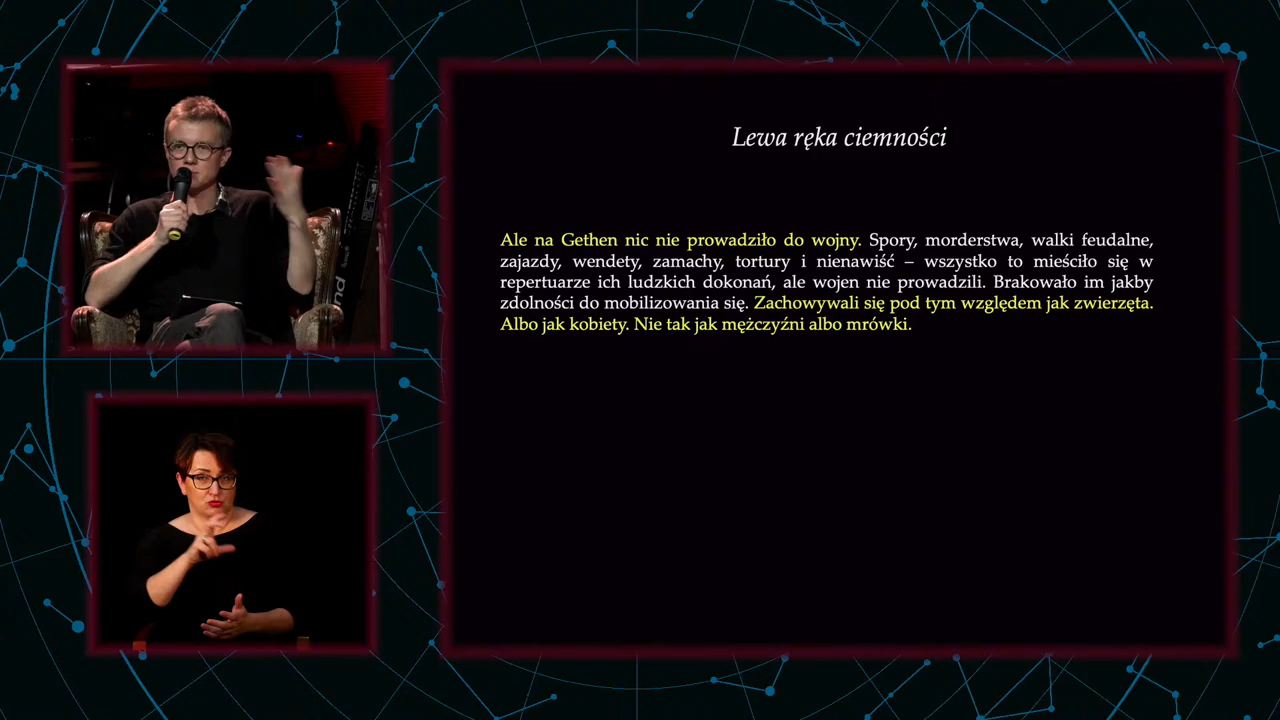 Lewa ręka ciemności
Ale na Gethen nic nie prowadziło do wojny. Spory, morderstwa, walki feudalne,
zajazdy, wendety, zamachy, tortury i nienawiść – wszystko to mieściło się w
repertuarze ich ludzkich dokonań, ale wojen nie prowadzili. Brakowało im jakby
zdolności do mobilizowania się. Zachowywali się pod tym względem jak zwierzęta.
Albo jak kobiety. Nie tak jak mężczyźni albo mrówki.